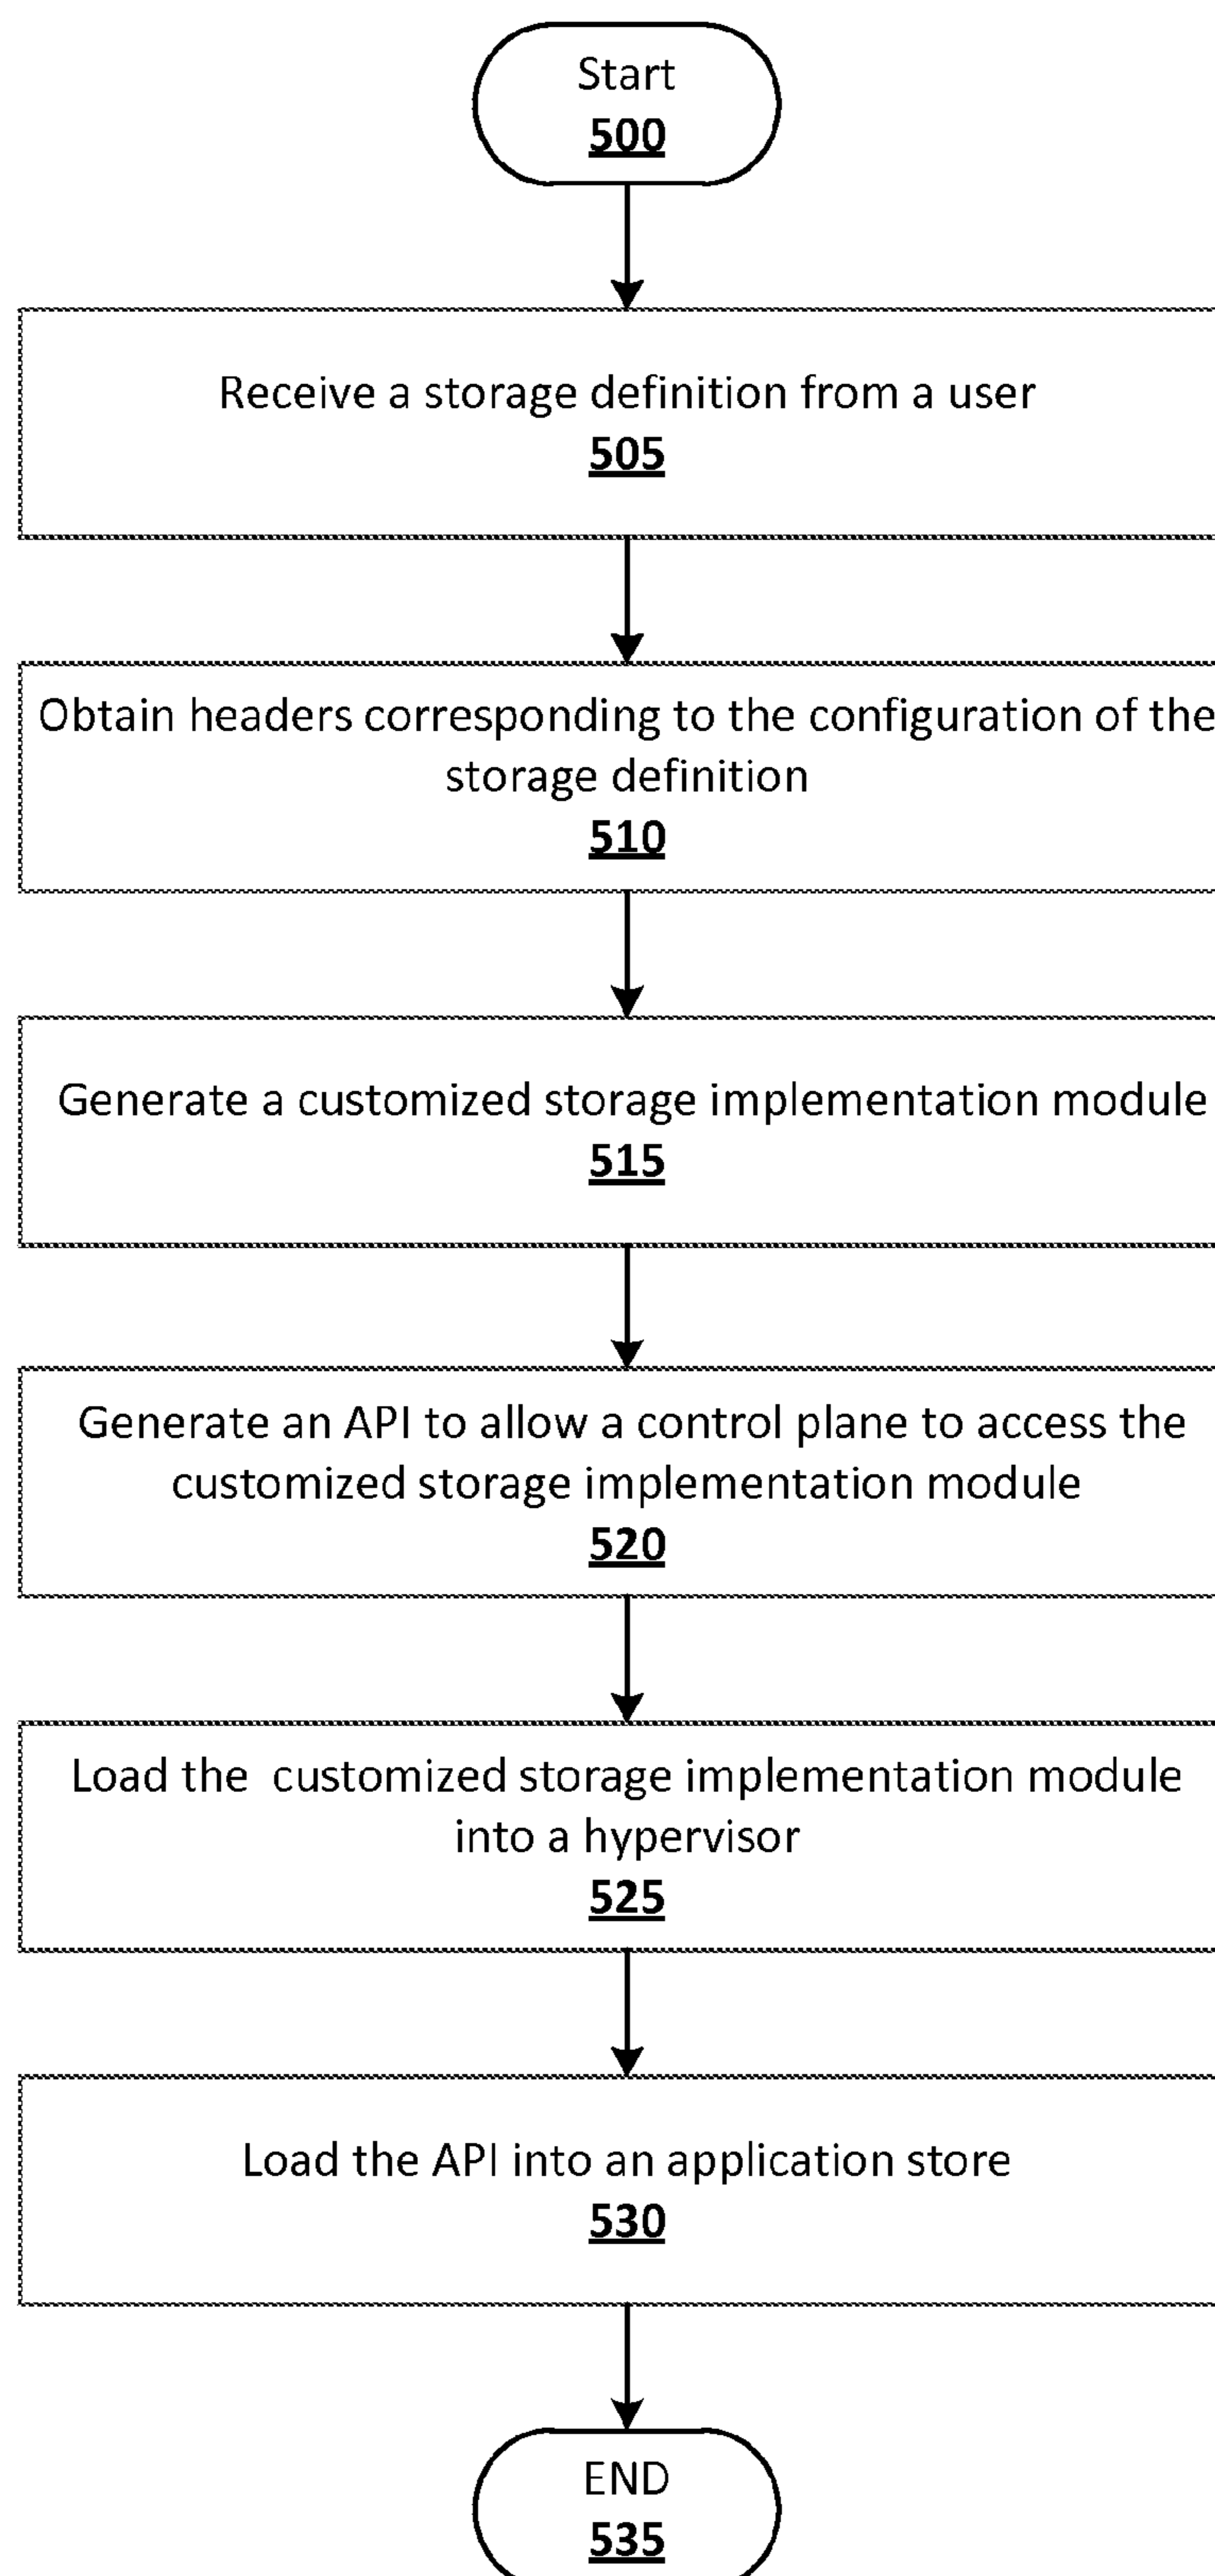 Start
500
Receive a storage definition from a user
505
Obtain headers corresponding to the configuration of the
storage definition
510
Generate a customized storage implementation module
515
Generate an API to allow a control plane to access the
customized storage implementation module
520
Load the customized storage implementation module
into a hypervisor
525
Load the API into an application store
530
END
535